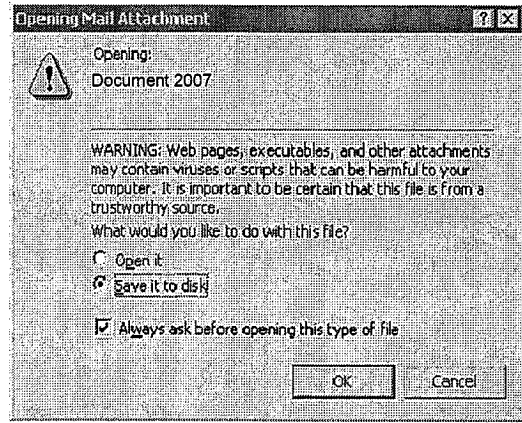 Opening Mail Attachment
Opening:
Document 2007
WARNING: Web pages, executables, and other attachments
may contain viruses or scripts that can be harmful to your
computer. It is important to be certain that this file is from a
trustworthy source.
What would you like to do with this file?
Open it
Save it to disk
Always ask before opening this type of file
OK
Cancel